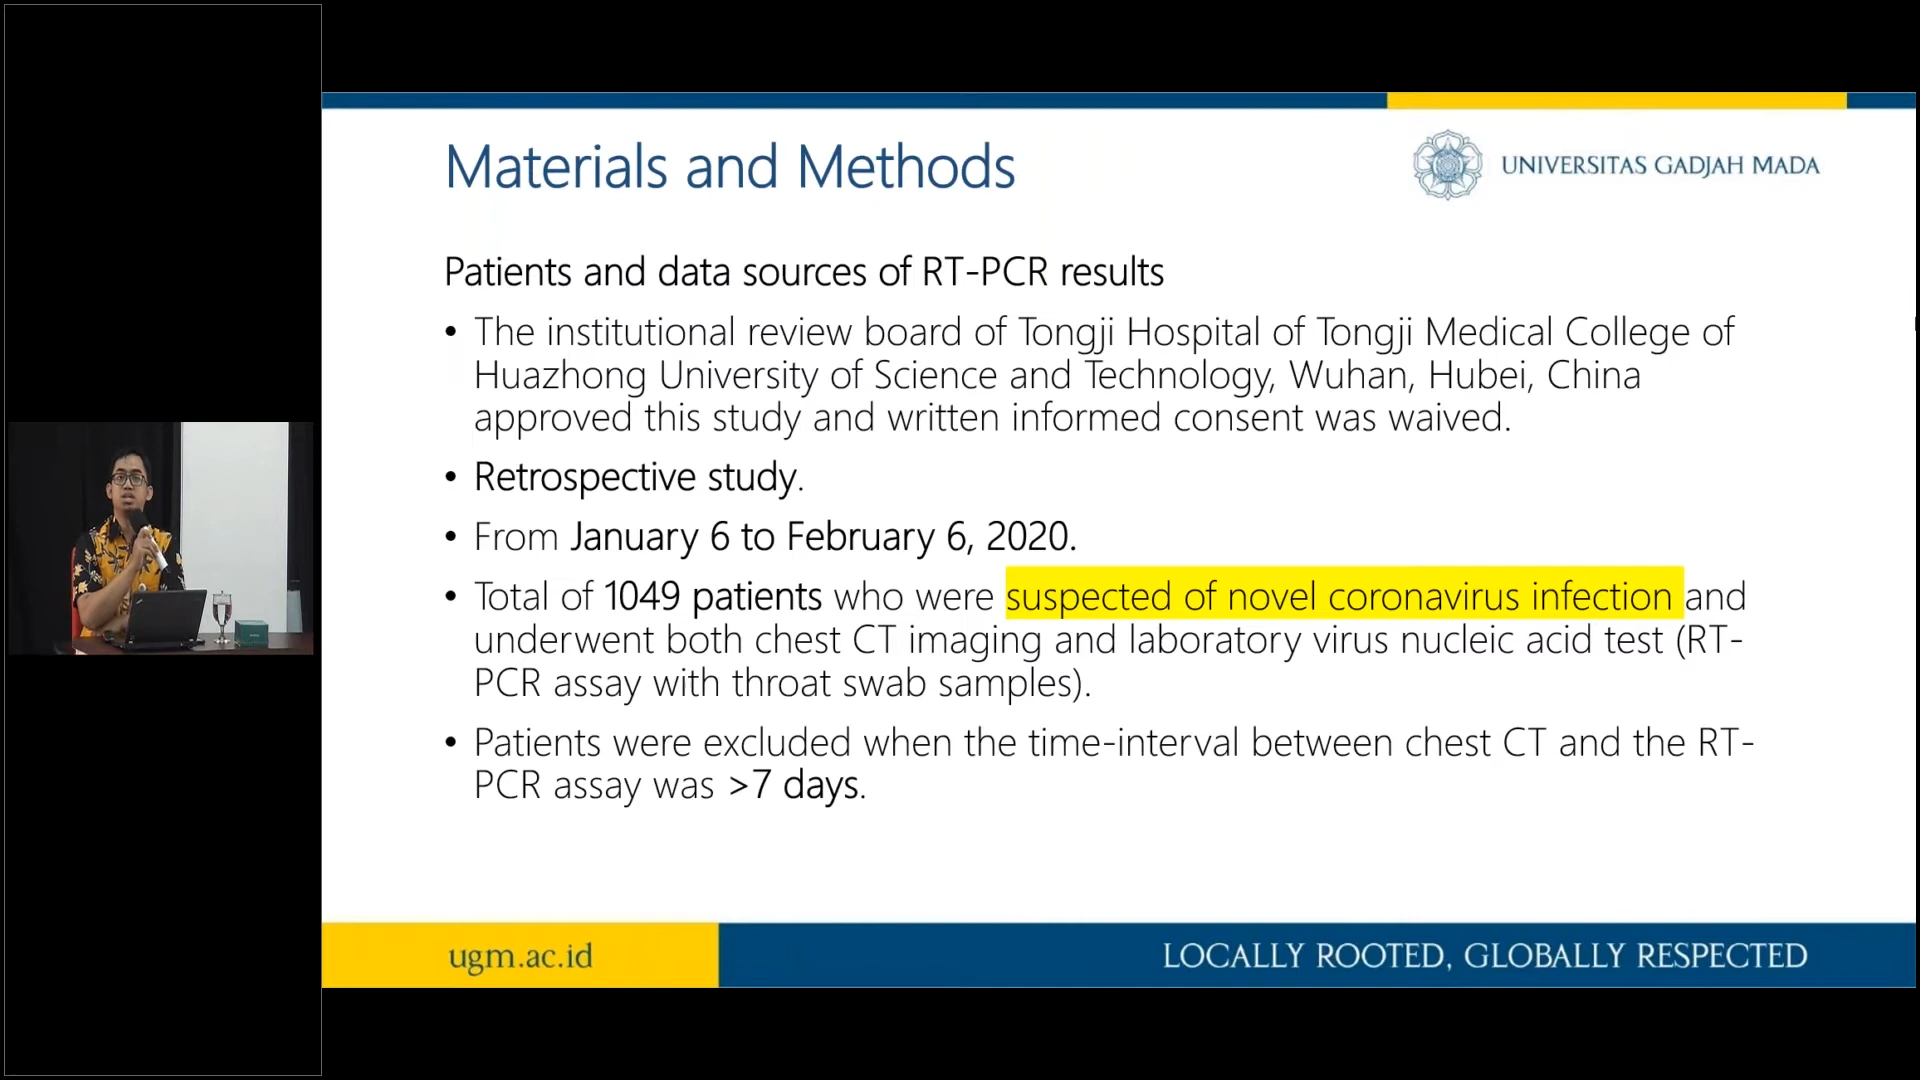 Materials and Methods
UNIVERSITAS GADJAH MADA
Patients and data sources of RT-PCR results
• The institutional review board of Tongji Hospital of Tongji Medical College of
Huazhong University of Science and Technology, Wuhan, Hubei, China
approved this study and written informed consent was waived.
• Retrospective study.
• From January 6 to February 6, 2020.
• Total of 1049 patients who were suspected of novel coronavirus infection and
underwent both chest CT imaging and laboratory virus nucleic acid test (RT-
PCR assay with throat swab samples).
• Patients were excluded when the time-interval between chest CT and the RT-
PCR assay was >7 days.
ugm.ac.id
LOCALLY ROOTED, GLOBALLY RESPECTED